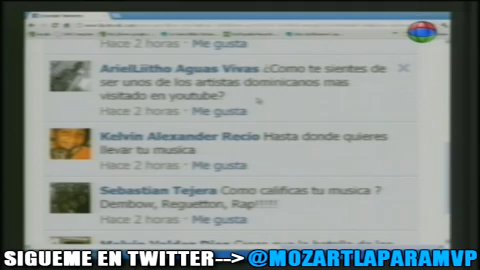 Hace 2 horas · Me gusta
ArielLiitho Aguas Vivas ¿Como te sientes de
ser unos de los artistas dominicanos mas
visitado en youtube?
Hace 2 horas · Me gusta
Kelvin Alexander Recio Hasta donde quieres
llevar tu musica
Hace 2 horas · Me gusta
Sebastian Tejera Como calificas tu musica ?
Dembow, Reguetton, Rap!!!!!
Hace 2 horas · Me gusta
SIGUEME EN TWITTER--> @MOZARTLAPARAMVP